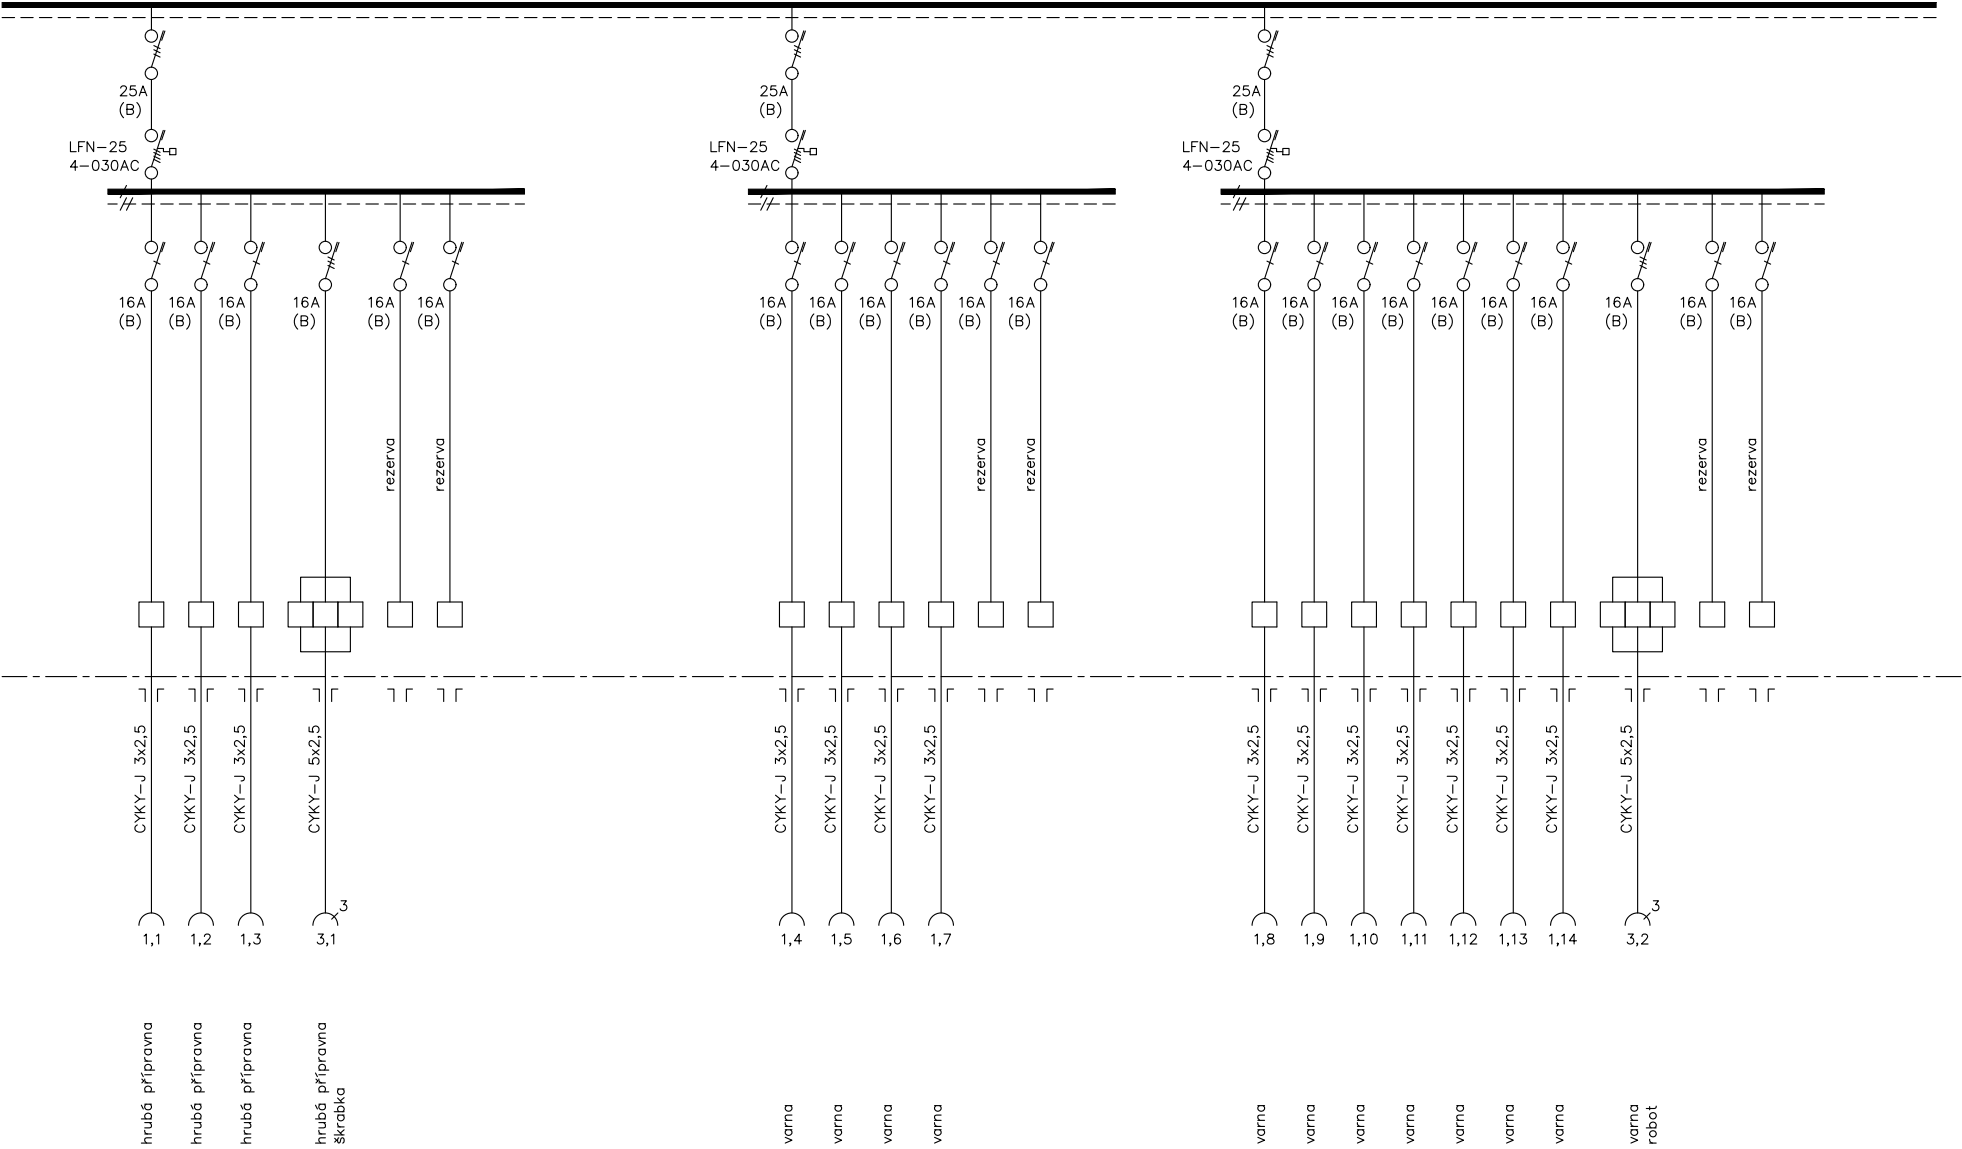 25A
(B)
25A
(B)
25A
(B)
LFN-25
4-030AC
LFN-25
4-030AC
LFN-25
4-030AC
16A
(B)
16A
(B)
16A
(B)
16A
(B)
16A
(B)
16A
(B)
16A
(B)
16A
(B)
16A
(B)
16A
(B)
16A
(B)
16A
(B)
16A
(B)
16A
(B)
16A
(B)
16A
(B)
16A
(B)
16A
(B)
16A
(B)
16A
(B)
16A
(B)
16A
(B)
rezerva
rezerva
rezerva
rezerva
rezerva
rezerva
CYKY-J 3x2,5
CYKY-J 3x2,5
CYKY-J 3x2,5
CYKY-J 5x2,5
CYKY-J 3x2,5
CYKY-J 3x2,5
CYKY-J 3x2,5
CYKY-J 3x2,5
CYKY-J 3x2,5
CYKY-J 3x2,5
CYKY-J 3x2,5
CYKY-J 3x2,5
CYKY-J 3x2,5
CYKY-J 3x2,5
CYKY-J 3x2,5
CYKY-J 5x2,5
3
3
1,1
1,2
1,3
3,1
1,4
1,5
1,6
1,7
1,8
1,9
1,10
1,11
1,12
1,13
1,14
3,2
hrubá přípravna
hrubá přípravna
hrubá přípravna
hrubá přípravna
škrabka
varna
varna
varna
varna
varna
varna
varna
varna
varna
varna
varna
varna
robot